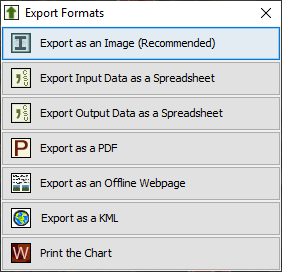 Export Formats
Export as an Image (Recommended)
Export Input Data as a Spreadsheet
Export Output Data as a Spreadsheet
Export as a PDF
Export as an Offline Webpage
Export as a KML
W Print the Chart